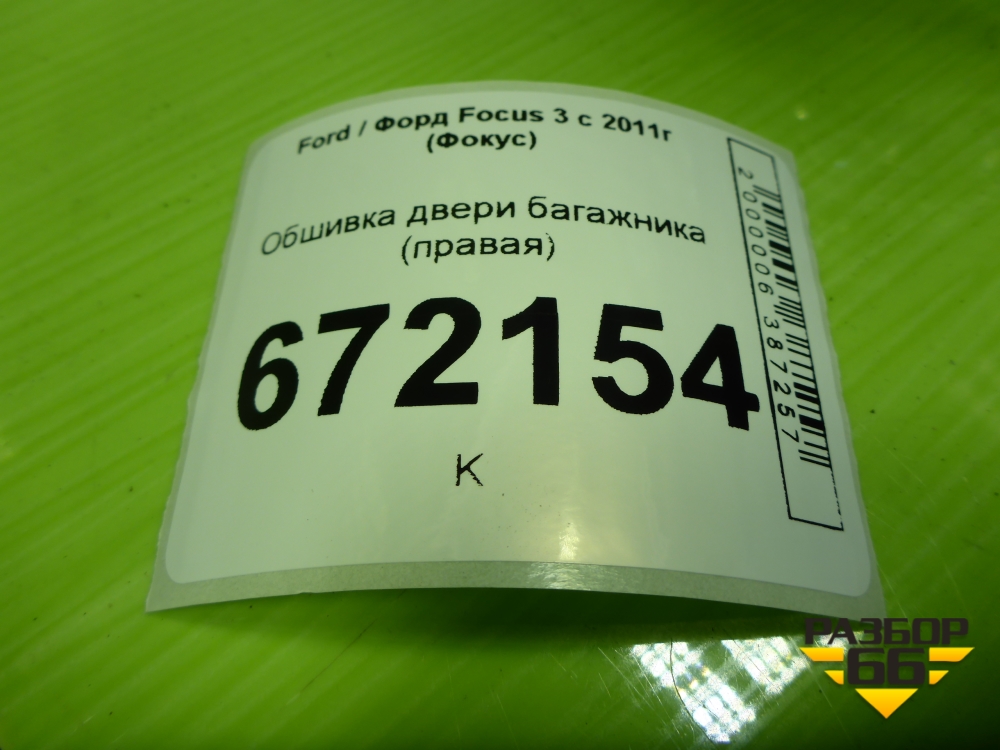 Ford / Форд Focus 3 с 2011г
(Фокус)
Обшивка двери багажника
(правая)
672154
К
2000006387257
РАЗБОР
66